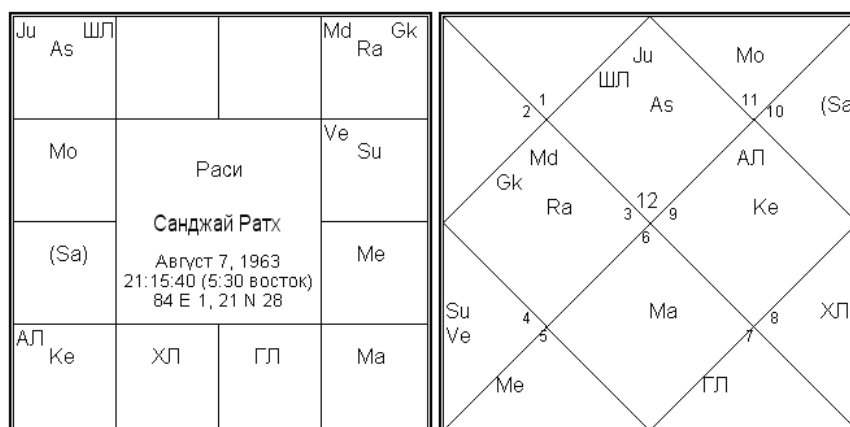 Ju ШЛ
As
Md Gk
Ra
Mo
Ve
Su
Раси
Санджай Ратх
Август 7, 1963
21:15:40 (5:30 восток)
84 E 1, 21 N 28
(Sa)
Me
АЛ
Ke
ХЛ
ГЛ
Ma
Ju
ШЛ
As
Mo
2 1
11 10
(Sa
Md
Gk
Ra
АЛ
Ke
12
3 9
6
Su
Ve
4
5
Ma
8
7
ХЛ
Me
ГЛ